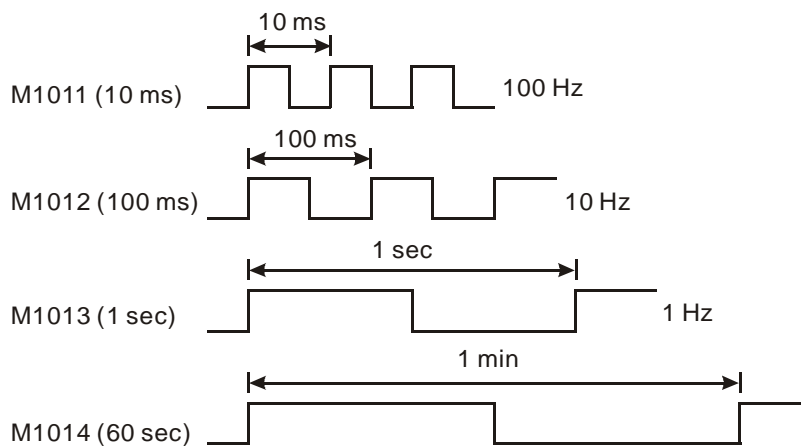 10 ms
M1011 (10 ms)
100 Hz
100 ms
M1012 (100 ms)
10 Hz
1 sec
M1013 (1 sec)
1 Hz
1 min
M1014 (60 sec)